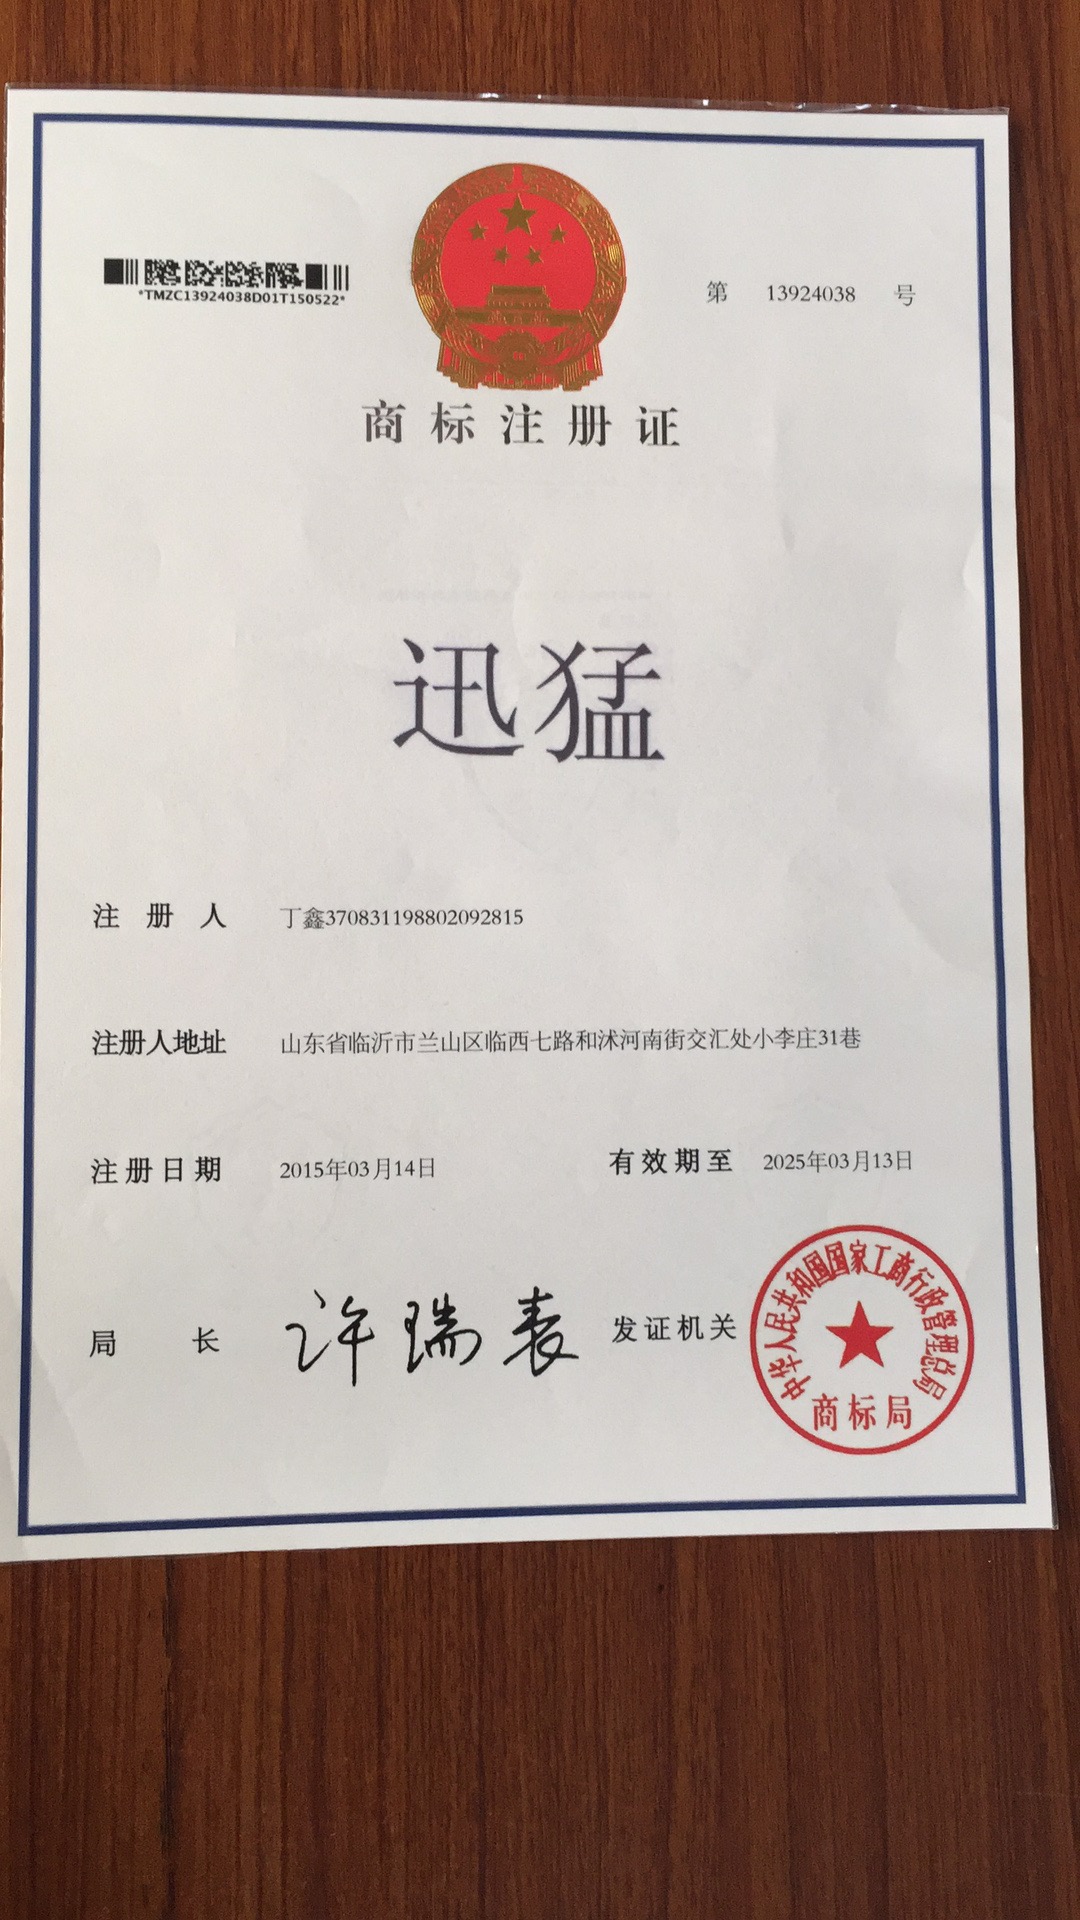 *TMZC13924038D01T150522*
第 13924038 号
商标注册证
迅猛
注册人 丁鑫370831198802092815
注册人地址 山东省临沂市兰山区临西七路和沭河南街交汇处小李庄31巷
注册日期 2015年03月14日 有效期至 2025年03月13日
局长 许瑞表 发证机关
中华人民共和国国家工商行政管理总局
商标局